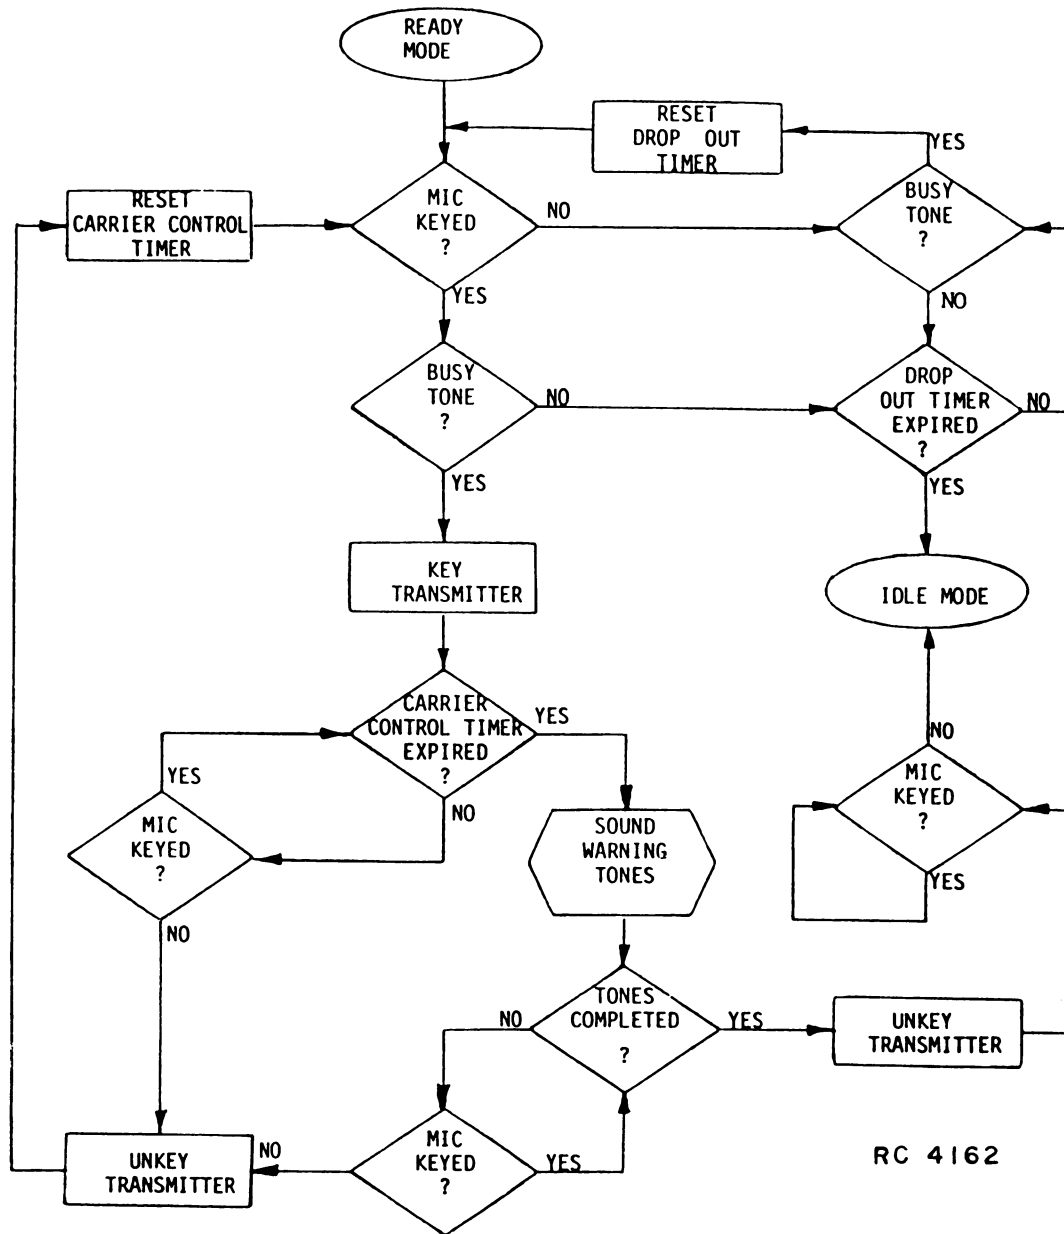 READY
MODE
RESET
DROP OUT
TIMER
YES
RESET
CARRIER CONTROL
TIMER
MIC
KEYED
?
NO
BUSY
TONE
?
YES
NO
BUSY
TONE
?
NO
DROP
OUT TIMER
EXPIRED
?
NO
YES
YES
KEY
TRANSMITTER
IDLE MODE
CARRIER
CONTROL TIMER
EXPIRED
?
YES
NO
YES
NO
MIC
KEYED
?
SOUND
WARNING
TONES
MIC
KEYED
?
YES
NO
TONES
COMPLETED
?
NO
YES
UNKEY
TRANSMITTER
UNKEY
TRANSMITTER
NO
MIC
KEYED
?
YES
RC 4162